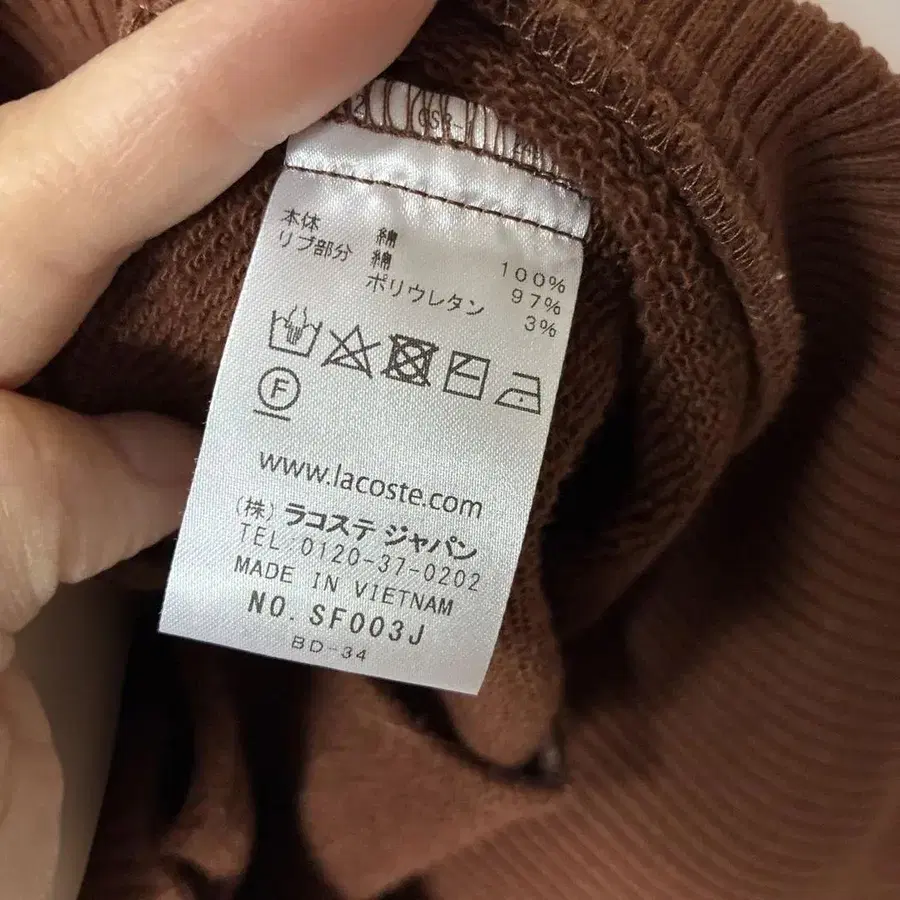 本体 綿 100%
リブ部分 綿 97%
ポリウレタン 3%
F
www.lacoste.com
(株) ラコステ ジャパン
TEL 0120-37-0202
MADE IN VIETNAM
NO. SF003J
BD-34